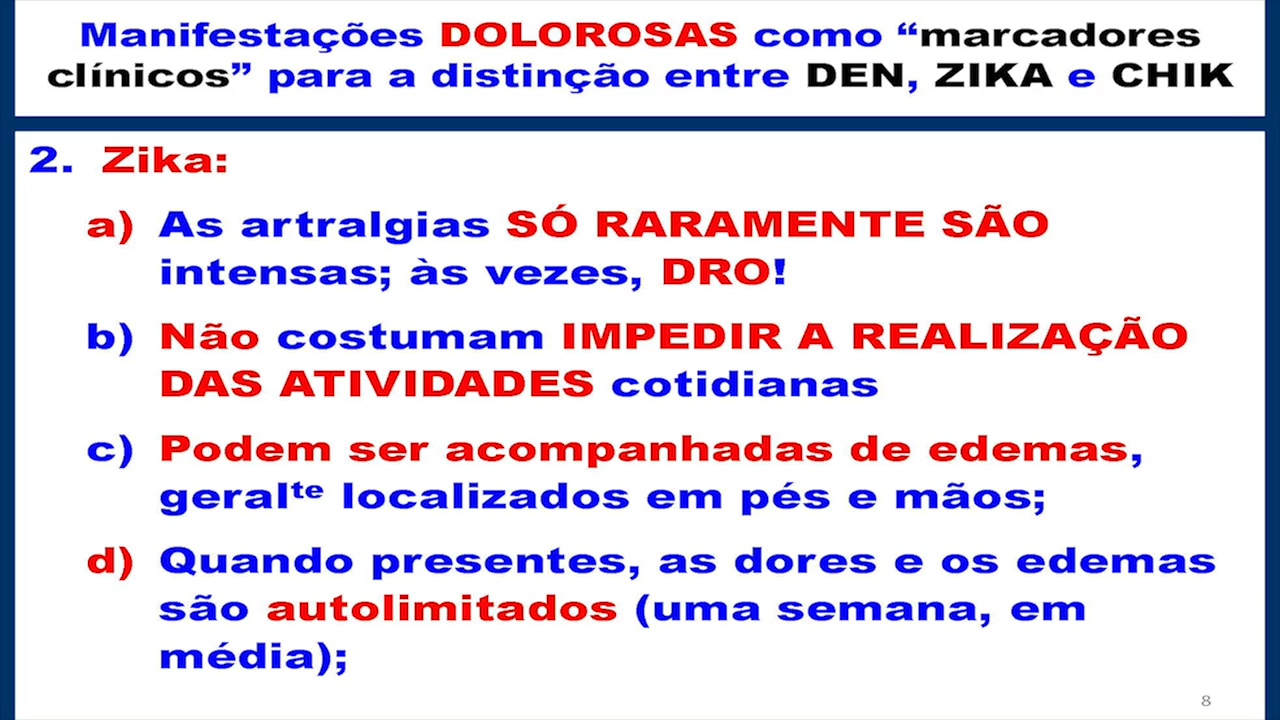 Manifestações DOLOROSAS como “marcadores
clínicos” para a distinção entre DEN, ZIKA e CHIK
2. Zika:
a) As artralgias SÓ RARAMENTE SÃO
intensas; às vezes, DRO!
b) Não costumam IMPEDIR A REALIZAÇÃO
DAS ATIVIDADES cotidianas
c) Podem ser acompanhadas de edemas,
geralᵗᵉ localizados em pés e mãos;
d) Quando presentes, as dores e os edemas
são autolimitados (uma semana, em
média);
8